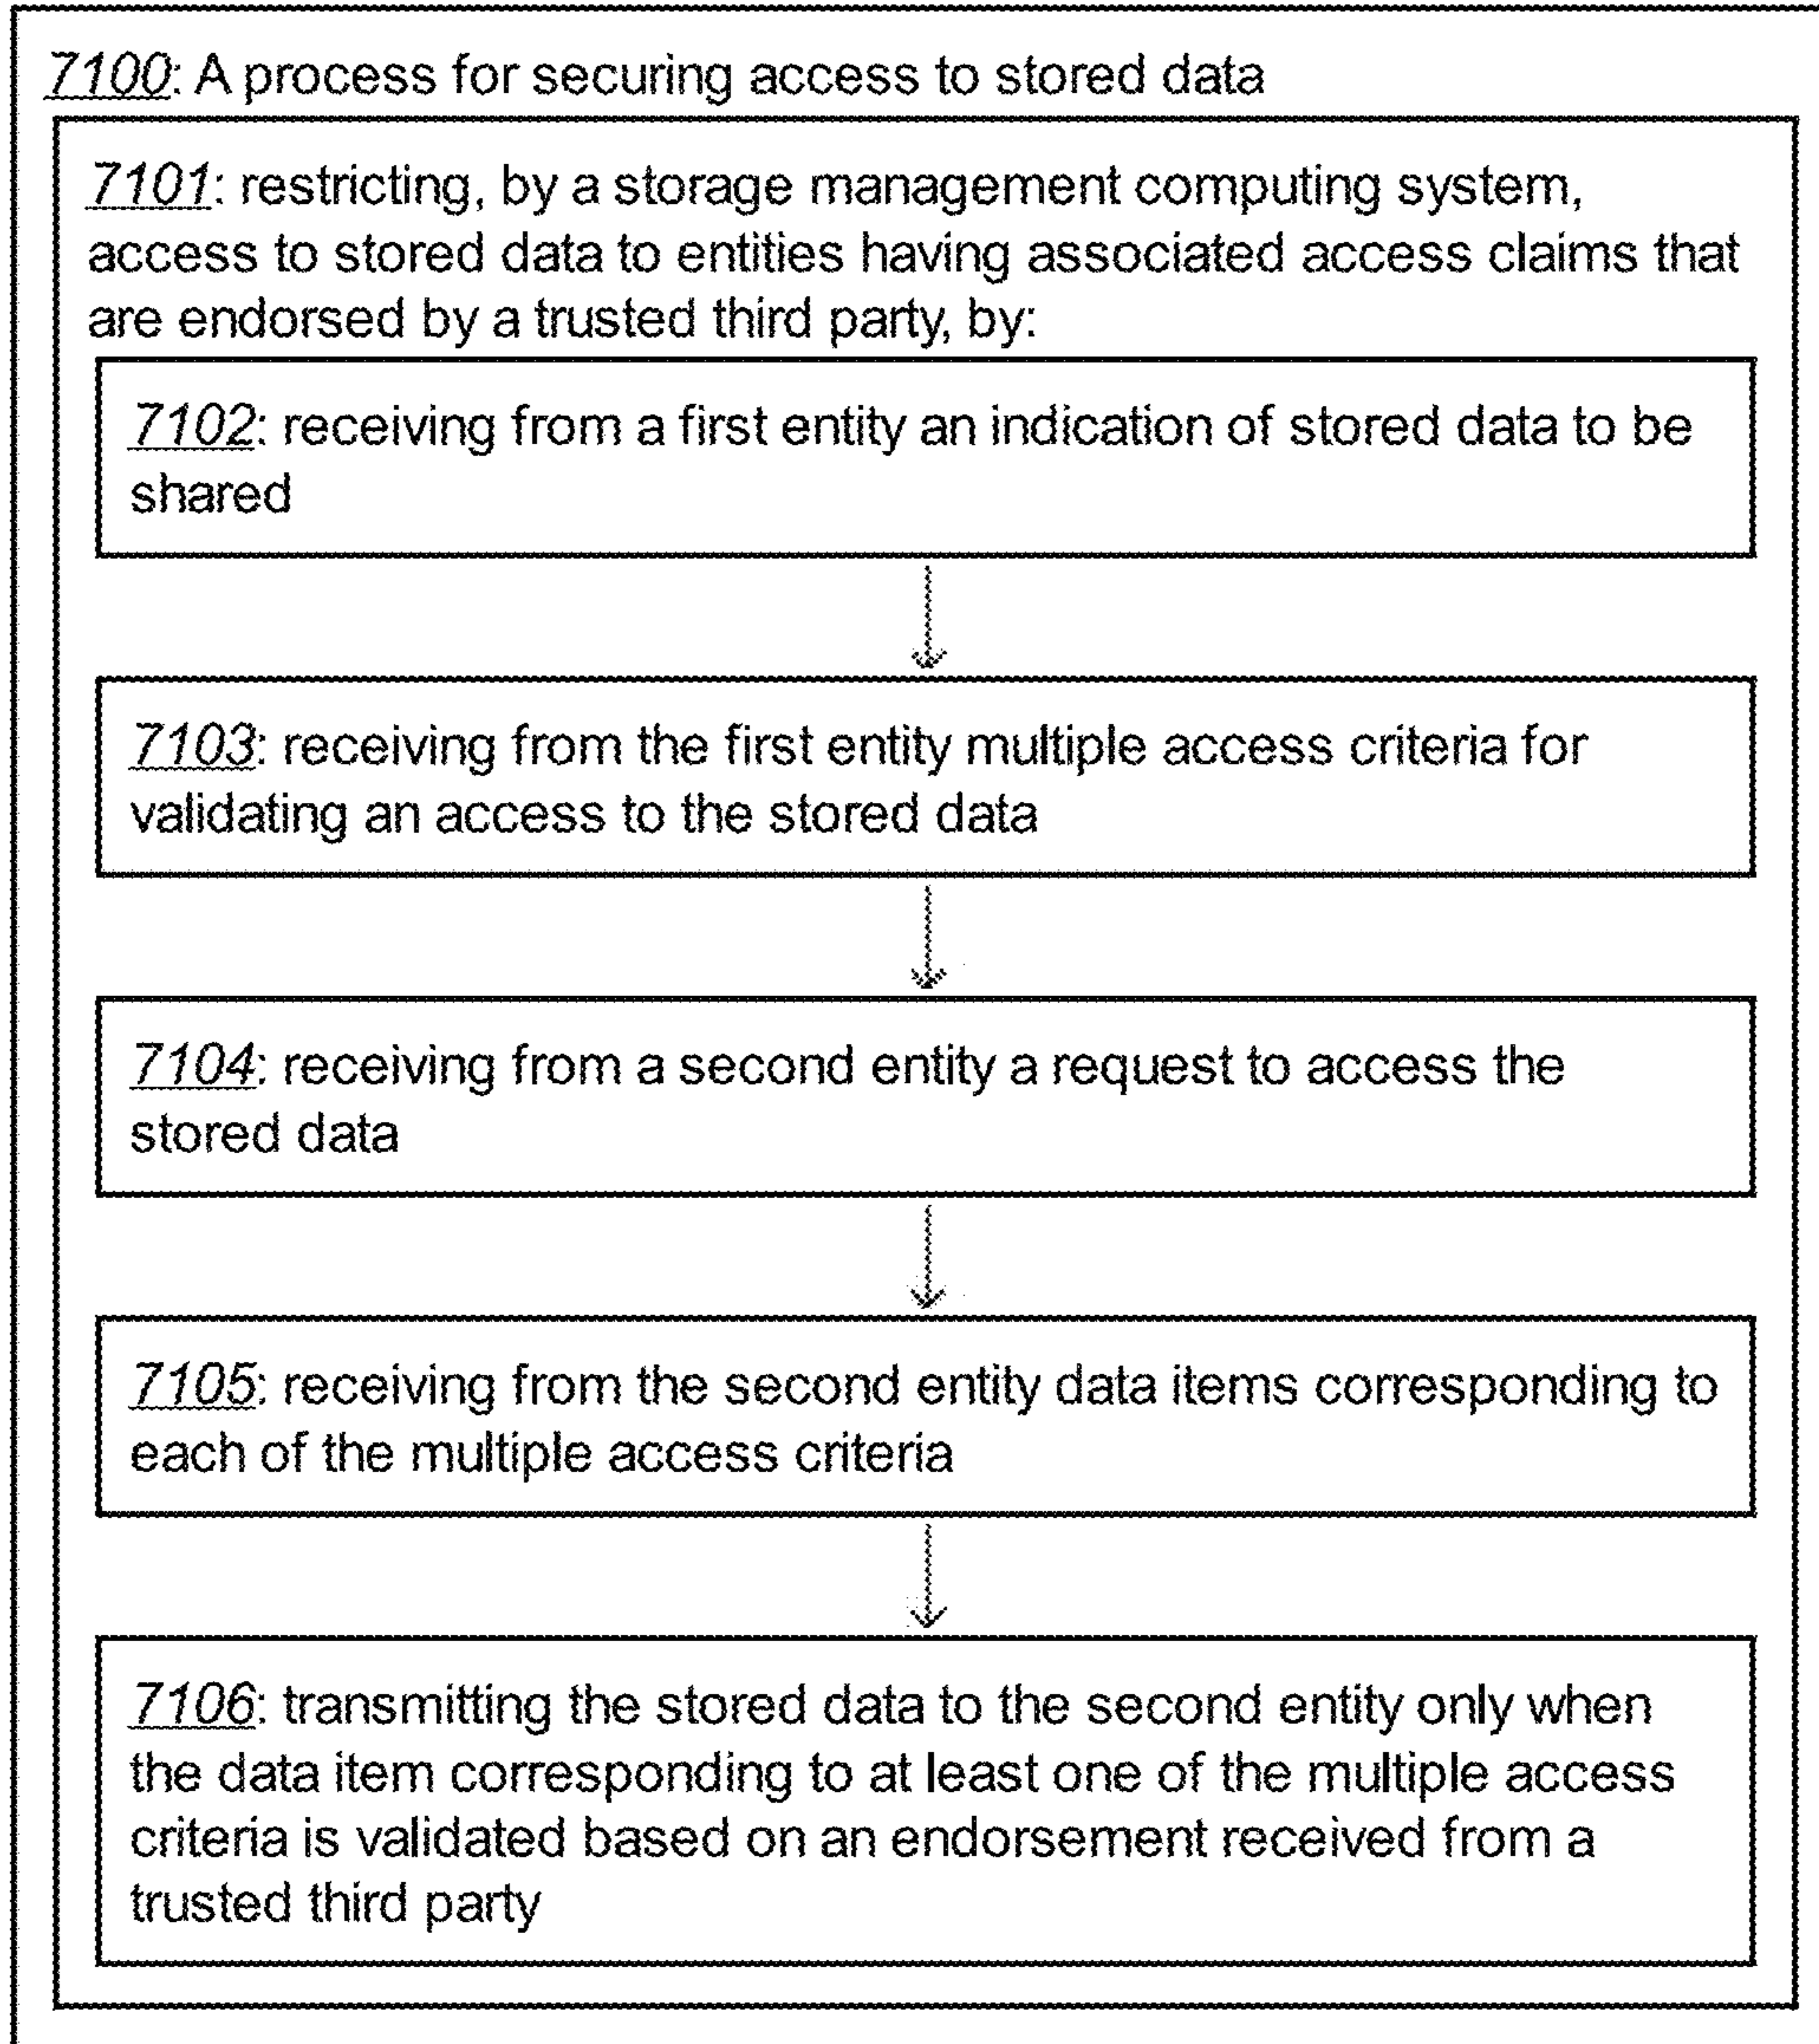 7100: A process for securing access to stored data
7101: restricting, by a storage management computing system,
access to stored data to entities having associated access claims that
are endorsed by a trusted third party, by:
7102: receiving from a first entity an indication of stored data to be
shared
7103: receiving from the first entity multiple access criteria for
validating an access to the stored data
7104: receiving from a second entity a request to access the
stored data
7105: receiving from the second entity data items corresponding to
each of the multiple access criteria
7106: transmitting the stored data to the second entity only when
the data item corresponding to at least one of the multiple access
criteria is validated based on an endorsement received from a
trusted third party